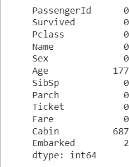 PassengerId 0
Survived 0
Pclass 0
Name 0
Sex 0
Age 177
SibSp 0
Parch 0
Ticket 0
Fare 0
Cabin 687
Embarked 2
dtype: int64